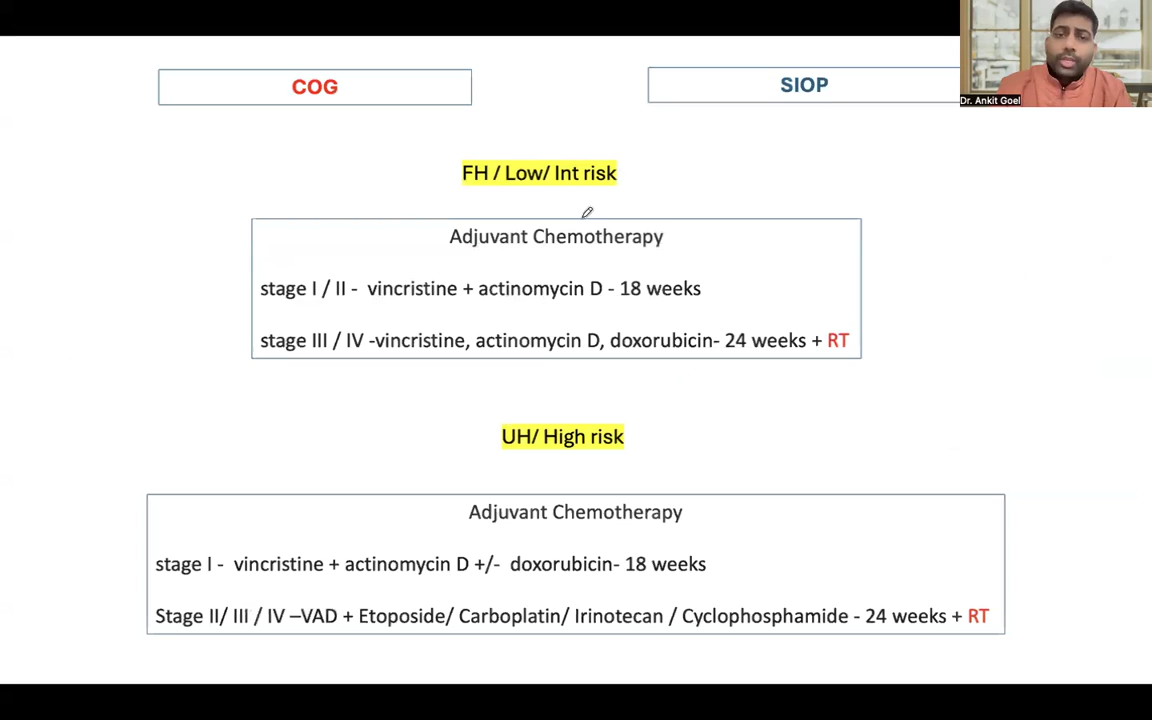 COG
SIOP
Dr. Ankit Goel
FH / Low/ Int risk
Adjuvant Chemotherapy
stage I / II - vincristine + actinomycin D - 18 weeks
stage III / IV -vincristine, actinomycin D, doxorubicin- 24 weeks + RT
UH/ High risk
Adjuvant Chemotherapy
stage I - vincristine + actinomycin D +/- doxorubicin- 18 weeks
Stage II/ III / IV –VAD + Etoposide/ Carboplatin/ Irinotecan / Cyclophosphamide - 24 weeks + RT